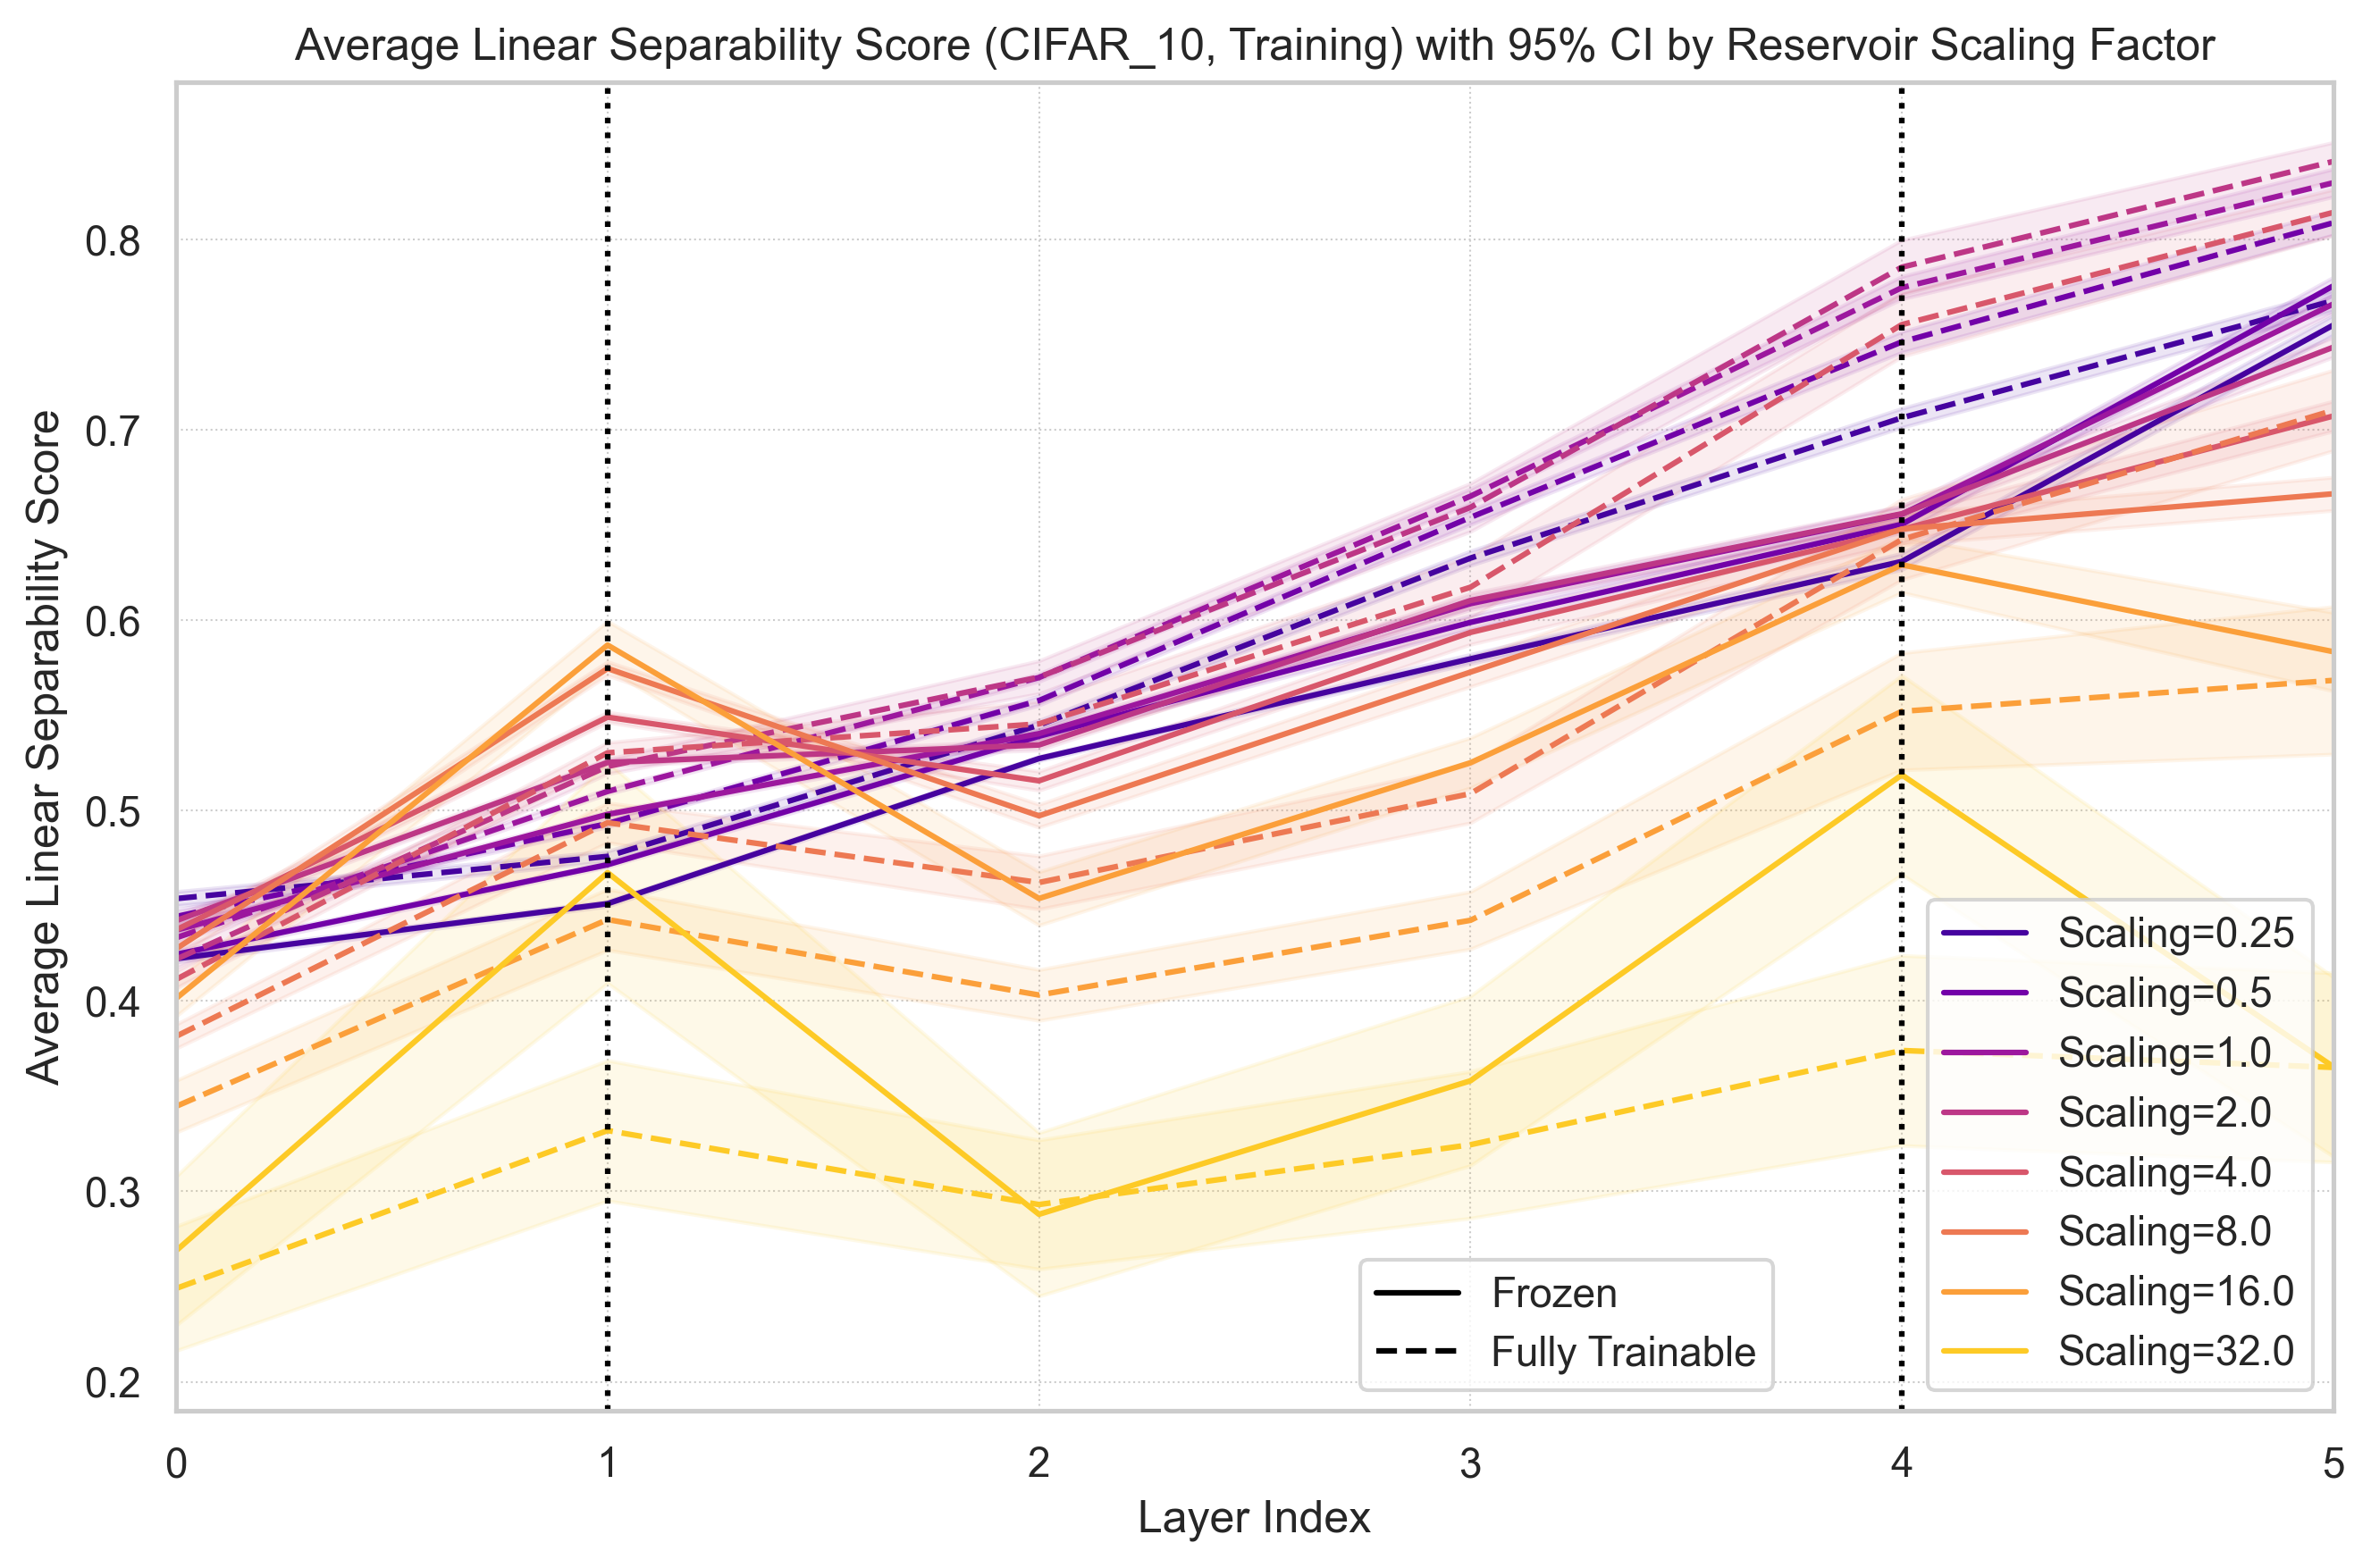 Average Linear Separability Score (CIFAR_10, Training) with 95% CI by Reservoir Scaling Factor
Average Linear Separability Score
0.8
0.7
0.6
0.5
0.4
0.3
0.2
Scaling=0.25
Scaling=0.5
Scaling=1.0
Scaling=2.0
Scaling=4.0
Scaling=8.0
Scaling=16.0
Scaling=32.0
Frozen
Fully Trainable
0 1 2 3 4 5
Layer Index